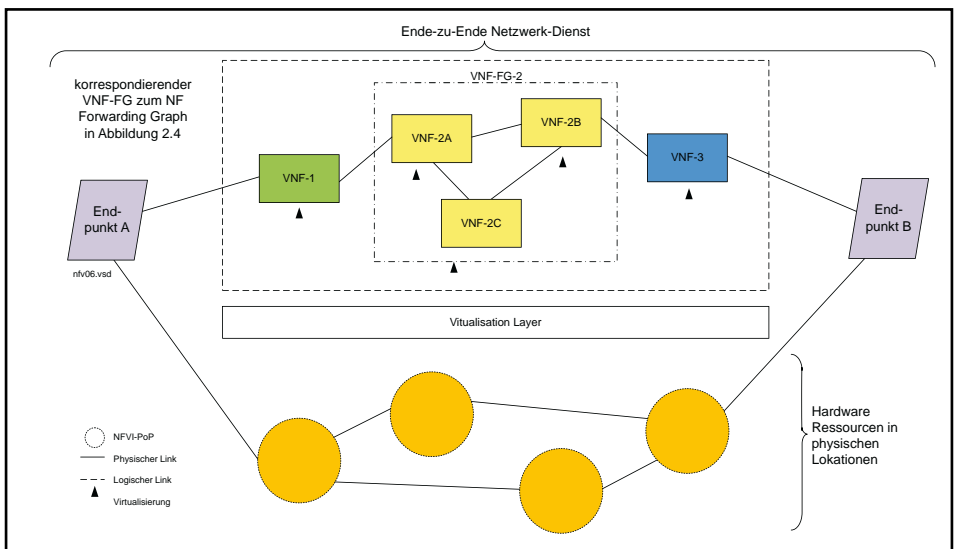 Ende-zu-Ende Netzwerk-Dienst
korrespondierender
VNF-FG zum NF
Forwarding Graph
in Abbildung 2.4
VNF-FG-2
VNF-2A
VNF-2B
VNF-1
VNF-3
VNF-2C
End-
punkt A
End-
punkt B
nfv06.vsd
Vitualisation Layer
Hardware
Ressourcen in
physischen
Lokationen
NFVI-PoP
Physischer Link
Logischer Link
Virtualisierung